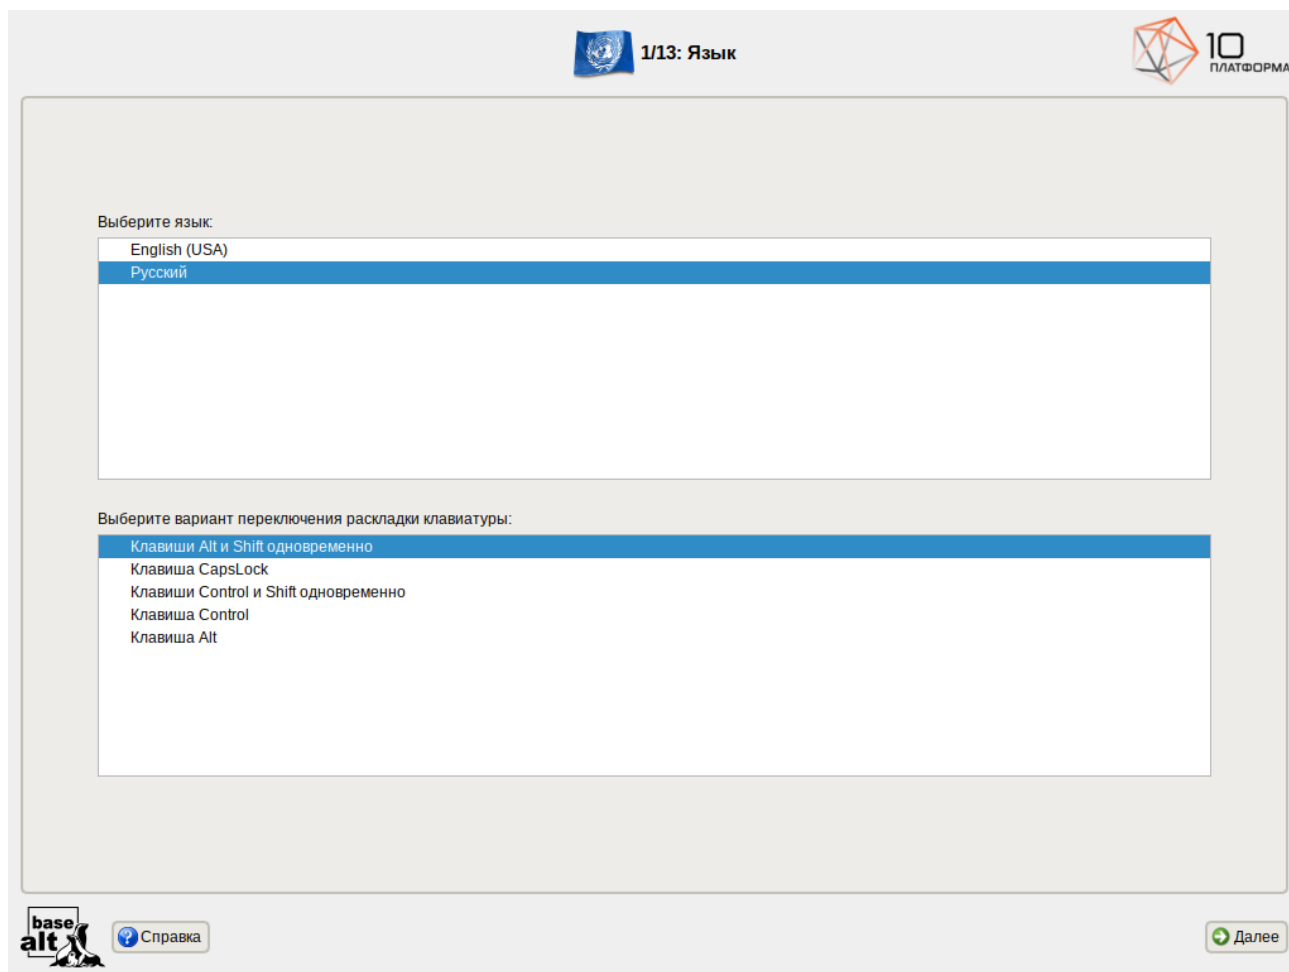 1/13: Язык
10
ПЛАТФОРМА
Выберите язык:
English (USA)
Русский
Выберите вариант переключения раскладки клавиатуры:
Клавиши Alt и Shift одновременно
Клавиша CapsLock
Клавиши Control и Shift одновременно
Клавиша Control
Клавиша Alt
base
alt
Справка
Далее